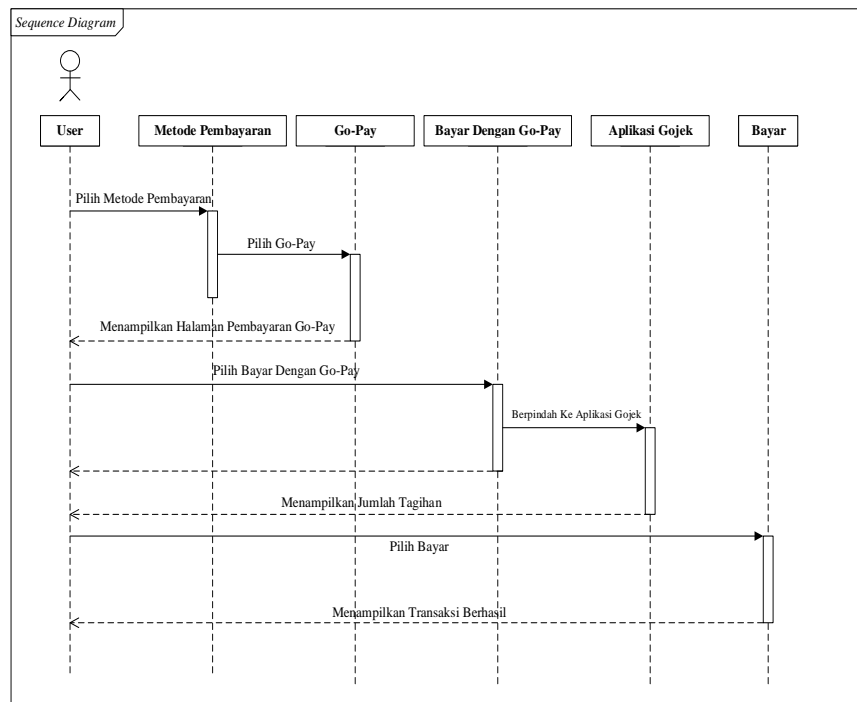 Sequence Diagram
User
Metode Pembayaran
Go-Pay
Bayar Dengan Go-Pay
Aplikasi Gojek
Bayar
Pilih Metode Pembayaran
Pilih Go-Pay
Menampilkan Halaman Pembayaran Go-Pay
Pilih Bayar Dengan Go-Pay
Berpindah Ke Aplikasi Gojek
Menampilkan Jumlah Tagihan
Pilih Bayar
Menampilkan Transaksi Berhasil